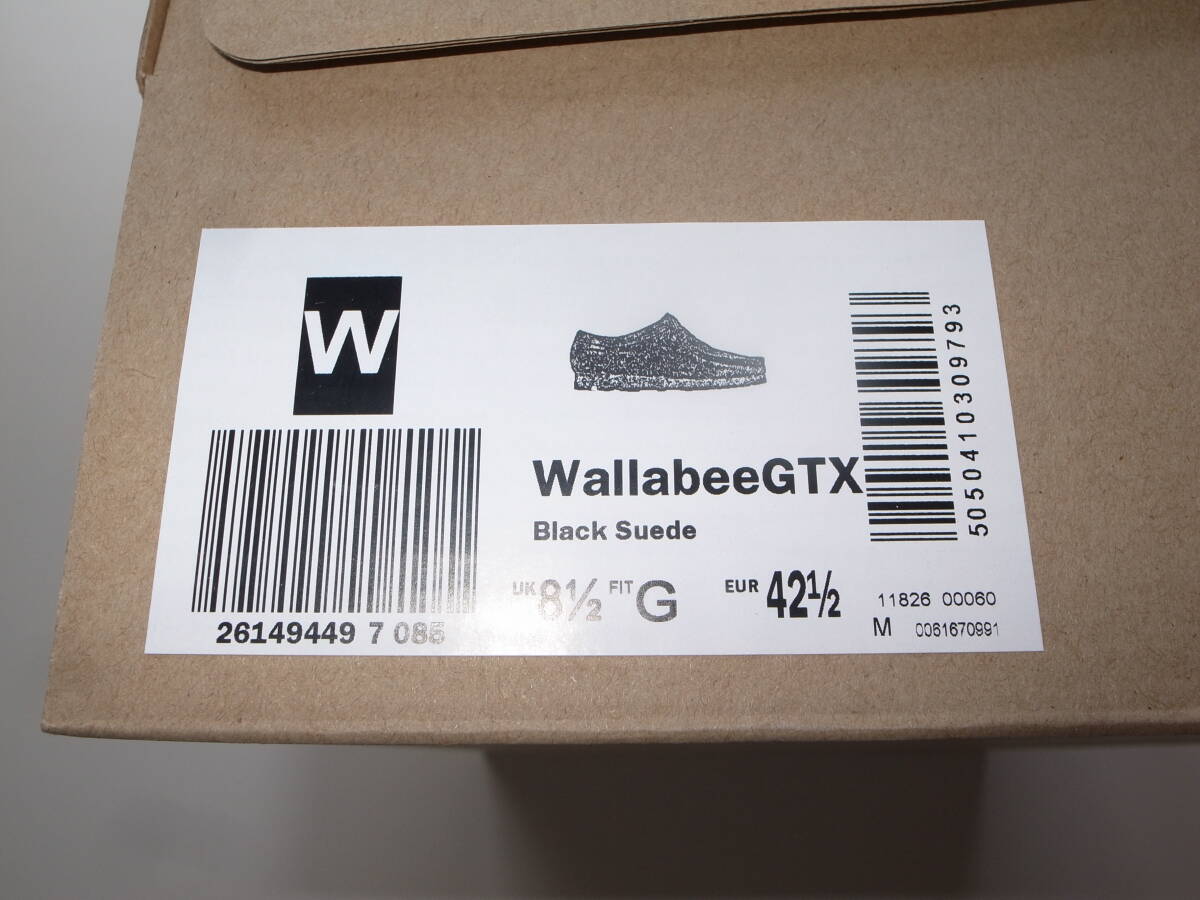 W
26149449 7 085
WallabeeGTX
Black Suede
UK 8½ FIT G EUR 42½
5050410309793
11826 00060
M 0061670991